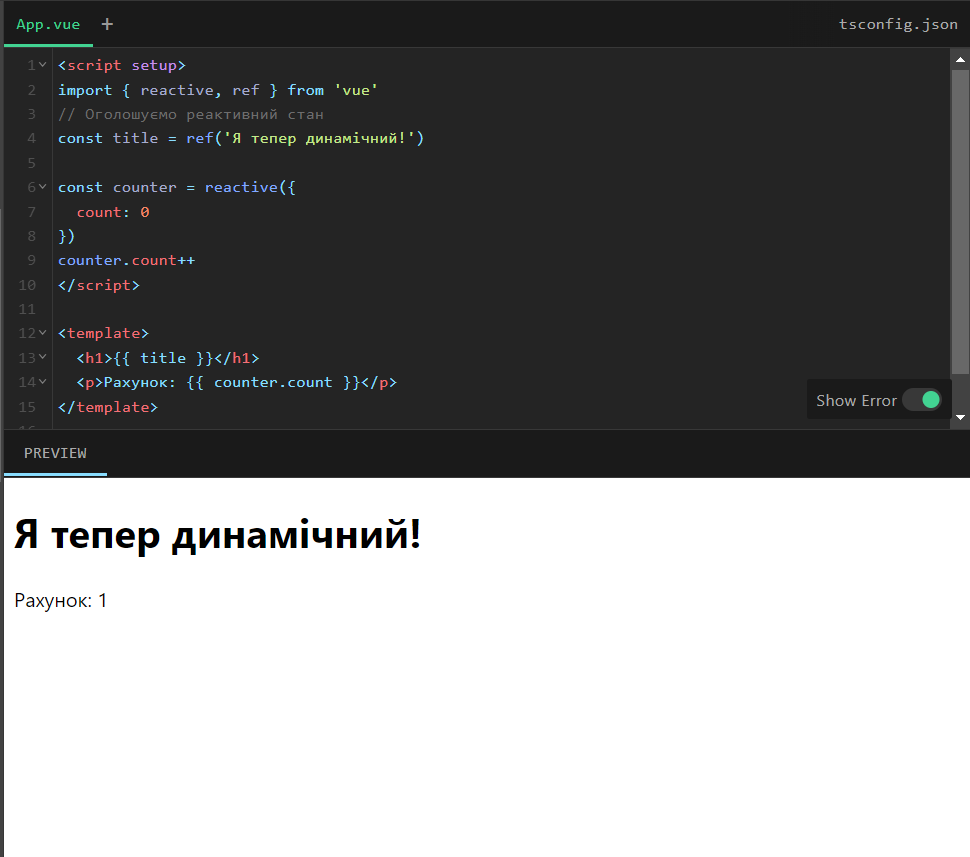 App.vue + tsconfig.json
1 <script setup>
2 import { reactive, ref } from 'vue'
3 // Оголошуємо реактивний стан
4 const title = ref('Я тепер динамічний!')
5
6 const counter = reactive({
7   count: 0
8 })
9 counter.count++
10 </script>
11
12 <template>
13   <h1>{{ title }}</h1>
14   <p>Рахунок: {{ counter.count }}</p>
15 </template>
Show Error
PREVIEW
Я тепер динамічний!
Рахунок: 1